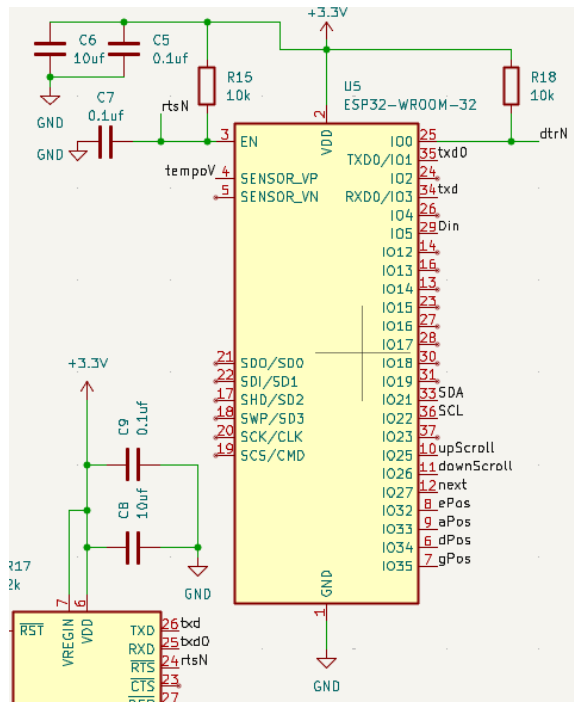 +3.3V
C6
10uf
C5
0.1uf
GND
R15
10k
rtsN
C7
0.1uf
GND
U5
ESP32-WROOM-32
R18
10k
dtrN
2
VDD
3 EN
tempoV 4 SENSOR_VP
5 SENSOR_VN
21 SDO/SD0
22 SDI/SD1
17 SHD/SD2
18 SWP/SD3
20 SCK/CLK
19 SCS/CMD
IO0 25
TXD0/IO1 35 txd0
IO2 24
RXD0/IO3 34 txd
IO4 26
IO5 29 Din
IO12 14
IO13 16
IO14 13
IO15 23
IO16 27
IO17 28
IO18 30
IO19 31
IO21 33 SDA
IO22 36 SCL
IO23 37
IO25 10 upScroll
IO26 11 downScroll
IO27 12 next
IO32 8 ePos
IO33 9 aPos
IO34 6 dPos
IO35 7 gPos
GND
1
GND
+3.3V
C9
0.1uf
C8
10uf
GND
R17
2k
7 6
RST
VREGIN
VDD
TXD 26 txd
RXD 25 txd0
RTS 24 rtsN
CTS 23
27